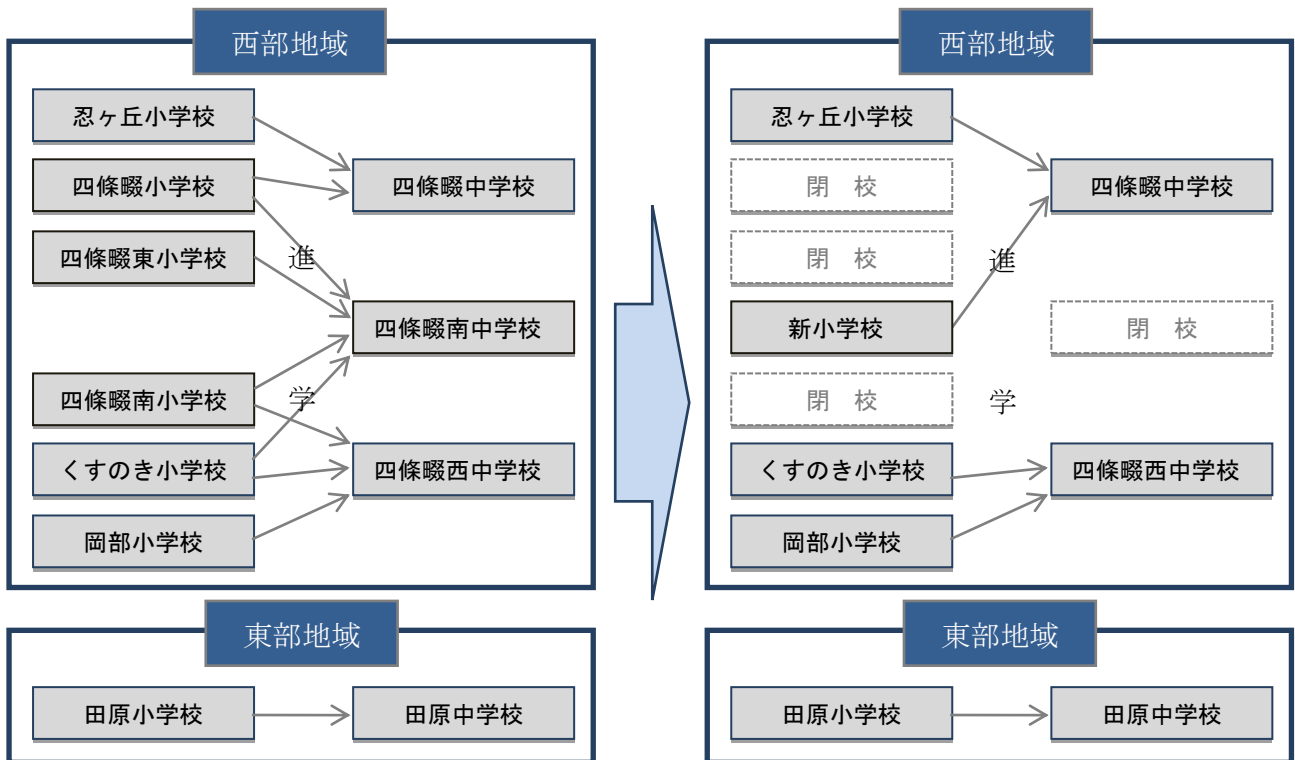 西部地域
忍ヶ丘小学校
四條畷小学校
四條畷中学校
四條畷東小学校
進
四條畷南中学校
四條畷南小学校
学
くすのき小学校
四條畷西中学校
岡部小学校
東部地域
田原小学校
田原中学校
西部地域
忍ヶ丘小学校
閉 校
四條畷中学校
閉 校
進
新小学校
閉 校
閉 校
学
くすのき小学校
四條畷西中学校
岡部小学校
東部地域
田原小学校
田原中学校